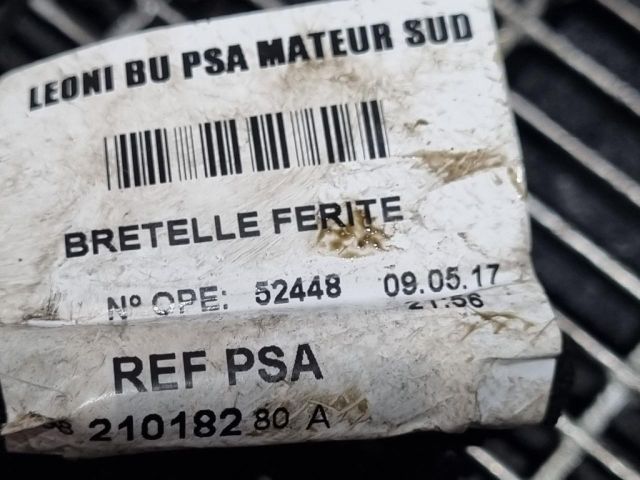 LEONI BU PSA MATEUR SUD
BRETELLE FERITE
Nº OPE: 52448 09.05.17
21:56
REF PSA
98 210182 80 A